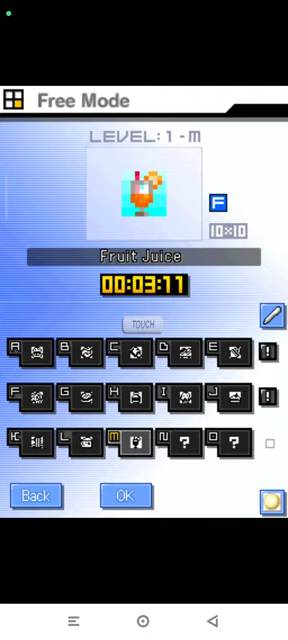 Free Mode
LEVEL: 1 - M
F
10×10
Fruit Juice
00:03:11
TOUCH
A B C D E !
F G H I J !
K L M N ? O ?
Back OK